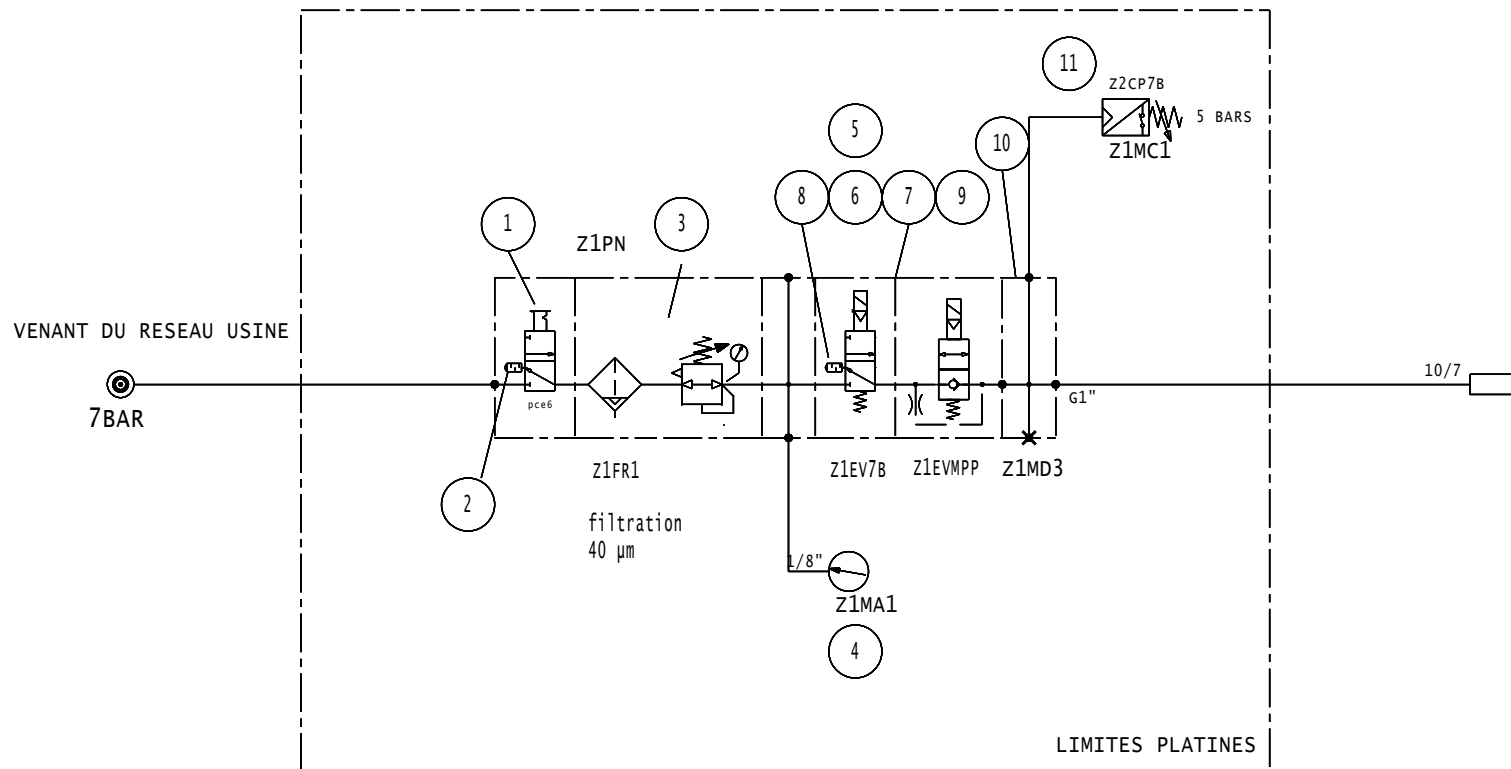 11
Z2CP7B
5 BARS
Z1MC1
5
10
8
6
7
9
1
3
Z1PN
VENANT DU RESEAU USINE
7BAR
pce6
10/7
G1"
Z1FR1
Z1EV7B
Z1EVMPP
Z1MD3
2
filtration
40 µm
1/8"
Z1MA1
4
LIMITES PLATINES